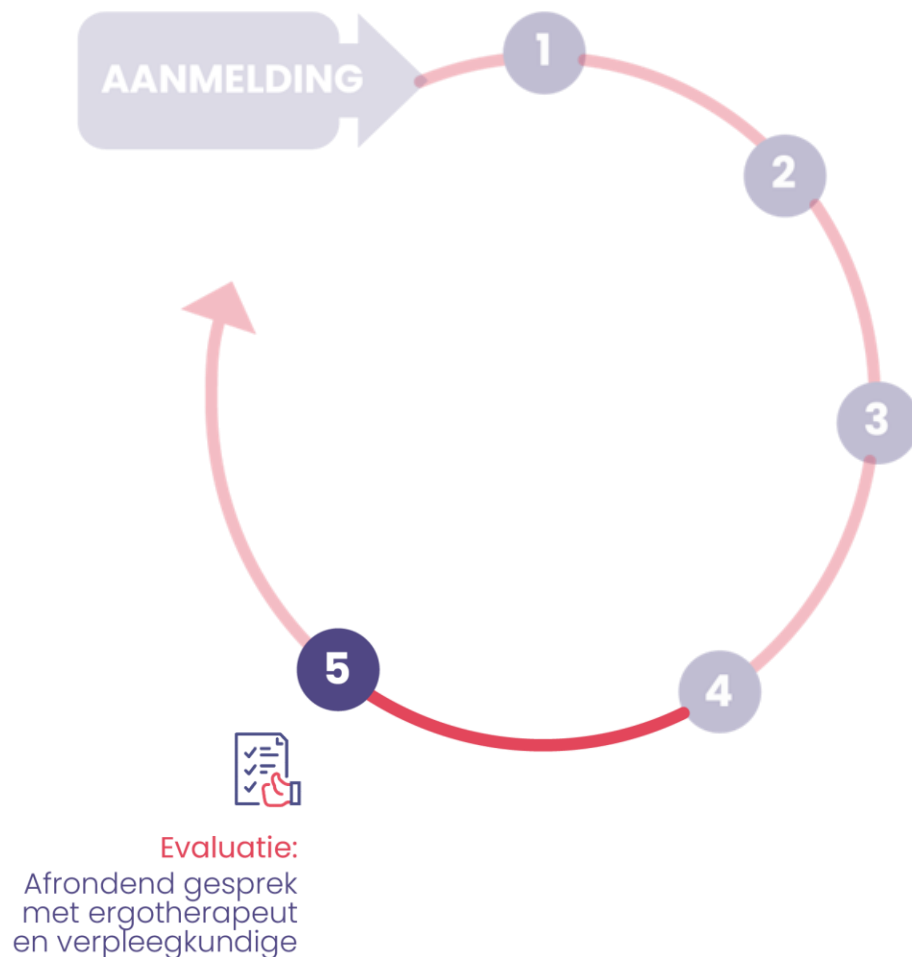 AANMELDING
1
2
3
4
5
Evaluatie:
Afrondend gesprek
met ergotherapeut
en verpleegkundige